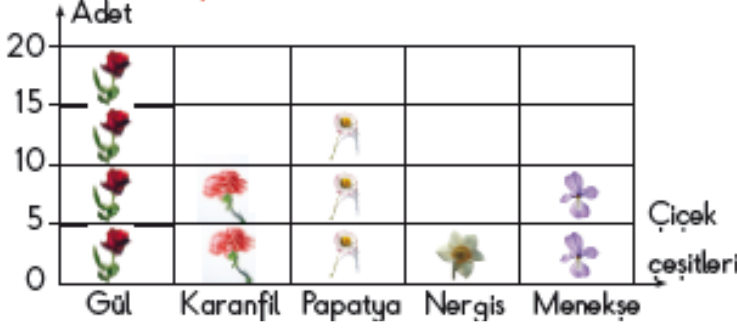 Adet
20
15
10
5
0
Çiçek
çeşitleri
Gül Karanfil Papatya Nergis Menekşe